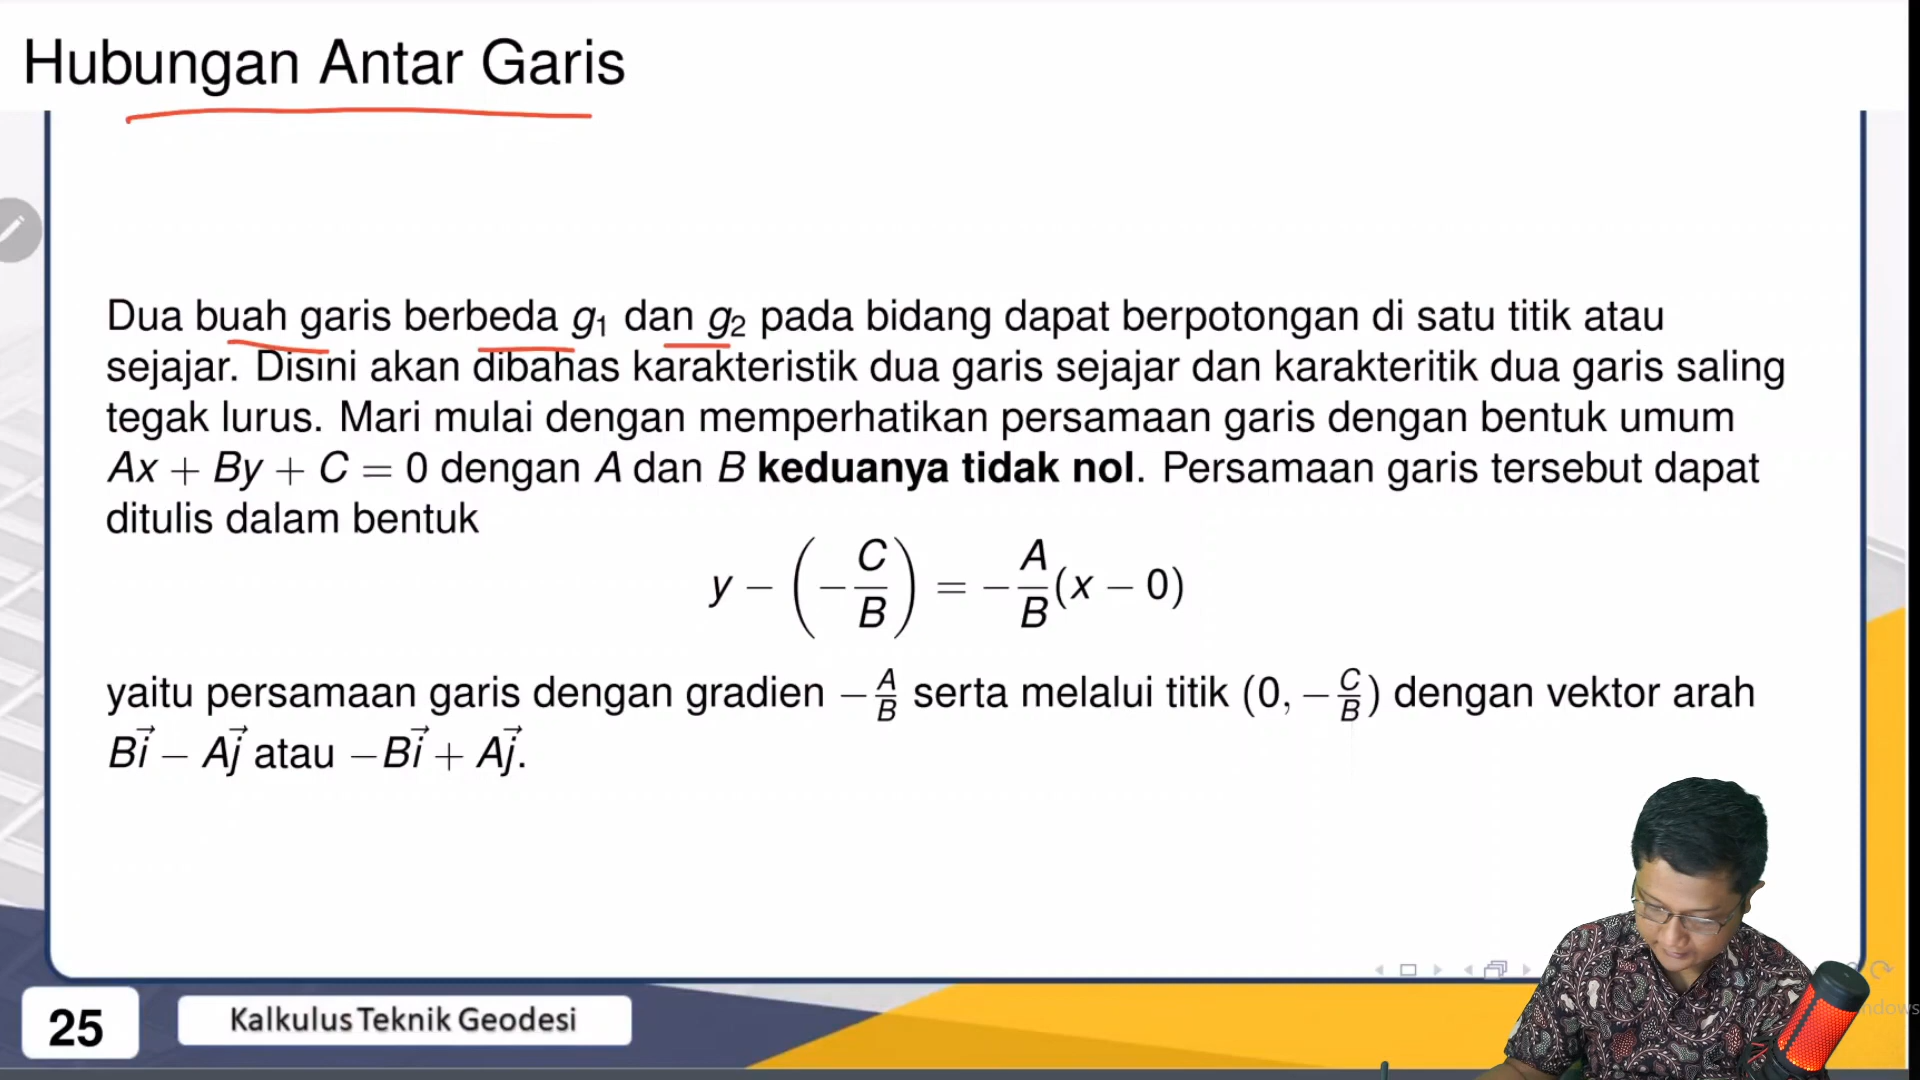 Hubungan Antar Garis
Dua buah garis berbeda g₁ dan g₂ pada bidang dapat berpotongan di satu titik atau
sejajar. Disini akan dibahas karakteristik dua garis sejajar dan karakteritik dua garis saling
tegak lurus. Mari mulai dengan memperhatikan persamaan garis dengan bentuk umum
Ax + By + C = 0 dengan A dan B keduanya tidak nol. Persamaan garis tersebut dapat
ditulis dalam bentuk
y − (−C/B) = −A/B(x − 0)
yaitu persamaan garis dengan gradien −A/B serta melalui titik (0, −C/B) dengan vektor arah
Bi⃗ − Aj⃗ atau −Bi⃗ + Aj⃗.
25
Kalkulus Teknik Geodesi